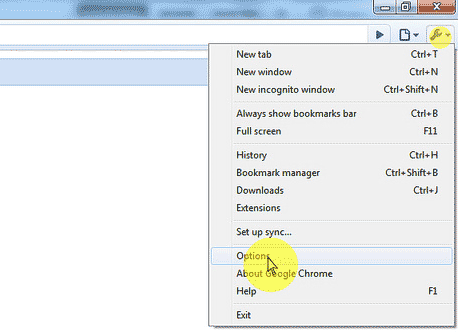 New tab Ctrl+T
New window Ctrl+N
New incognito window Ctrl+Shift+N
Always show bookmarks bar Ctrl+B
Full screen F11
History Ctrl+H
Bookmark manager Ctrl+Shift+B
Downloads Ctrl+J
Extensions
Set up sync...
Options
About Google Chrome
Help F1
Exit